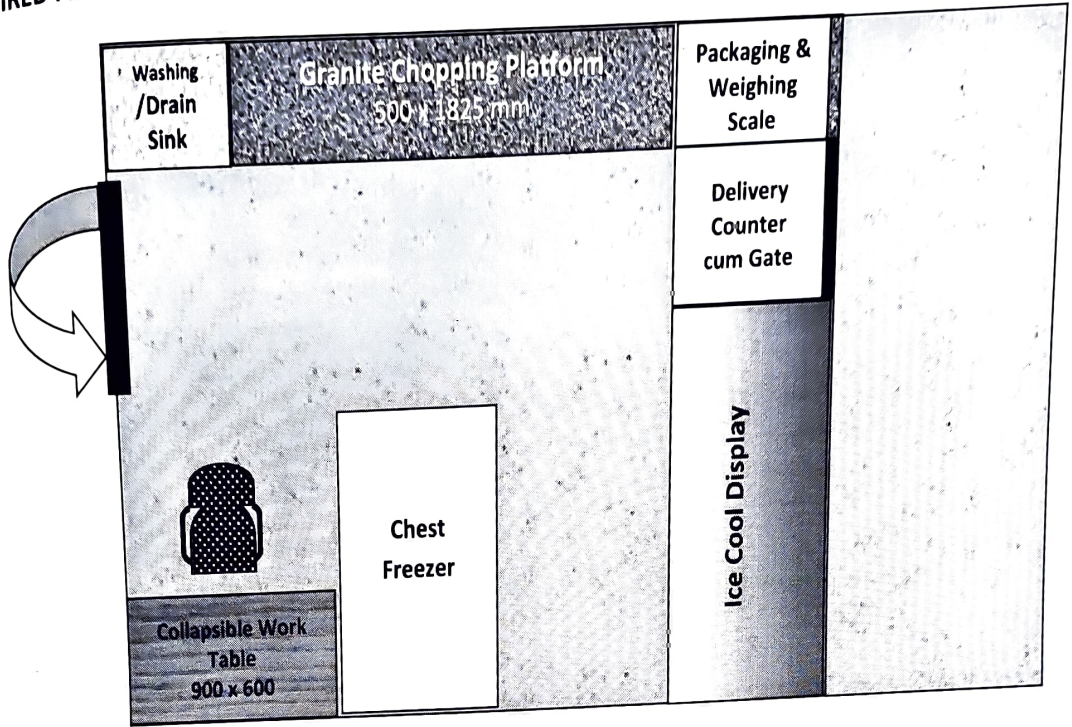 Washing
/Drain
Sink
Granite Chopping Platform
500 x 1825 mm
Packaging &
Weighing
Scale
Delivery
Counter
cum Gate
Ice Cool Display
Chest
Freezer
Collapsible Work
Table
900 x 600